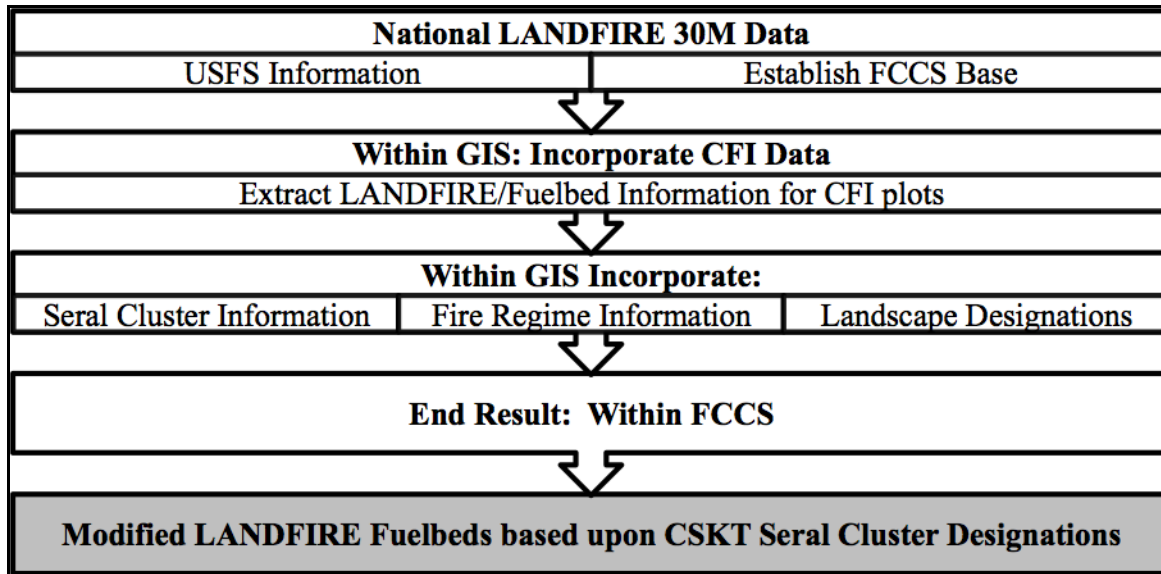 National LANDFIRE 30M Data
USFS Information
Establish FCCS Base
Within GIS: Incorporate CFI Data
Extract LANDFIRE/Fuelbed Information for CFI plots
Within GIS Incorporate:
Seral Cluster Information
Fire Regime Information
Landscape Designations
End Result:  Within FCCS
Modified LANDFIRE Fuelbeds based upon CSKT Seral Cluster Designations